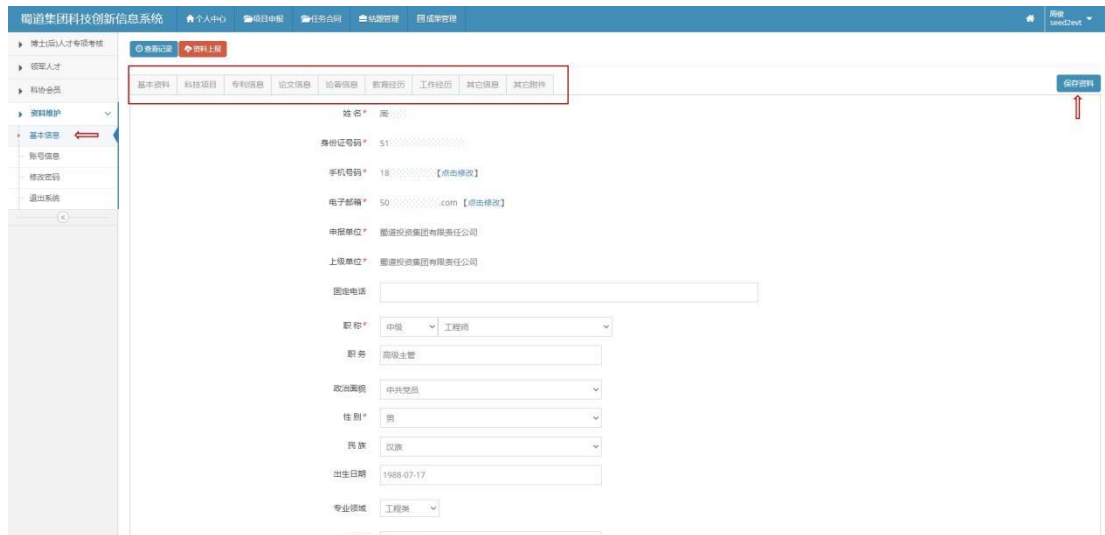 蜀道集团科技创新信息系统 个人中心 项目申报 任务合同 结题管理 成果管理 周俊
seed2evt
博士(后)人才专项考核
查看记录 资料上报
领军人才
基本资料 科技项目 专利信息 论文信息 论著信息 教育经历 工作经历 其它信息 其它附件 保存资料
科协会员
资料维护
姓 名* 周
基本信息
身份证号码* 51
账号信息
手机号码* 18 【点击修改】
修改密码
电子邮箱* 50 .com 【点击修改】
退出系统
申报单位* 蜀道投资集团有限责任公司
上级单位* 蜀道投资集团有限责任公司
固定电话
职 称* 中级 工程师
职 务 高级主管
政治面貌 中共党员
性 别* 男
民 族 汉族
出生日期 1988-07-17
专业领域 工程类